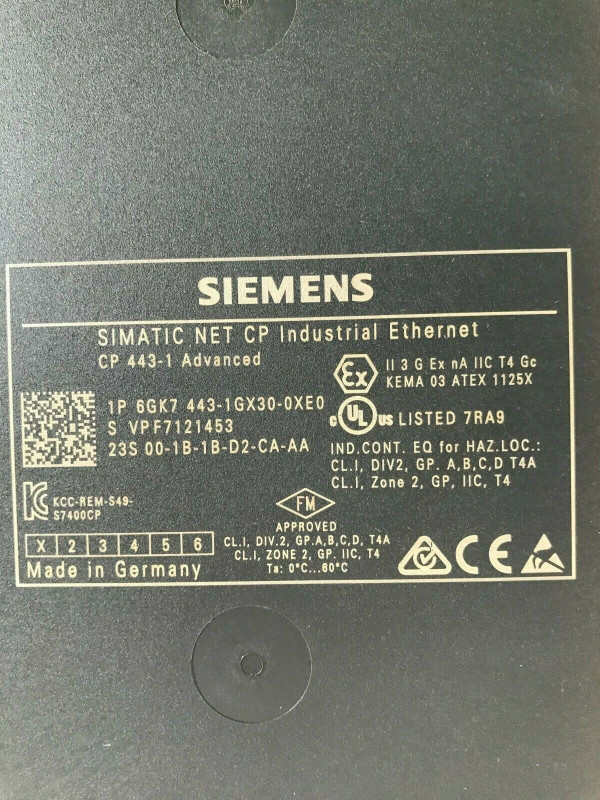 SIEMENS
SIMATIC NET CP Industrial Ethernet
CP 443-1 Advanced
Ex
II 3 G Ex nA IIC T4 Gc
KEMA 03 ATEX 1125X
1P 6GK7 443-1GX30-0XE0
S VPF7121453
23S 00-1B-1B-D2-CA-AA
c UL us LISTED 7RA9
IND.CONT. EQ for HAZ.LOC.:
CL.I, DIV2, GP. A,B,C,D T4A
CL.I, Zone 2, GP, IIC, T4
KCC-REM-S49-
S7400CP
FM
APPROVED
CL.I, DIV.2, GP.A,B,C,D, T4A
CL.I, ZONE 2, GP. IIC, T4
Ta: 0°C...60°C
X 2 3 4 5 6
Made in Germany
CE